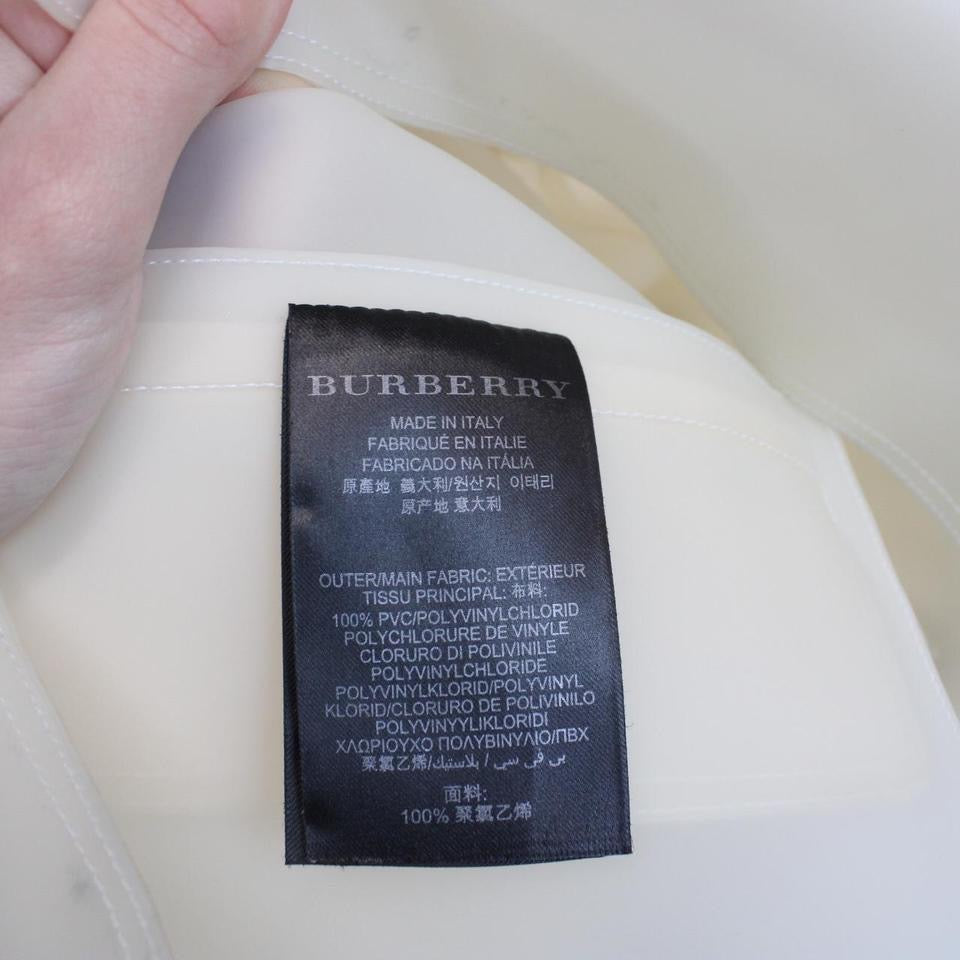 BURBERRY
MADE IN ITALY
FABRIQUÉ EN ITALIE
FABRICADO NA ITÁLIA
原產地 義大利/원산지 이태리
原产地 意大利
OUTER/MAIN FABRIC: EXTÉRIEUR
TISSU PRINCIPAL: 布料:
100% PVC/POLYVINYLCHLORID
POLYCHLORURE DE VINYLE
CLORURO DI POLIVINILE
POLYVINYLCHLORIDE
POLYVINYLKLORID/POLYVINYL
KLORID/CLORURO DE POLIVINILO
POLYVINYYLIKLORIDI
ΧΛΩΡΙΟΥΧΟ ΠΟΛΥΒΙΝΥΛΙΟ/ПВХ
聚氯乙烯/بي في سي / بلاستيك
面料:
100% 聚氯乙烯